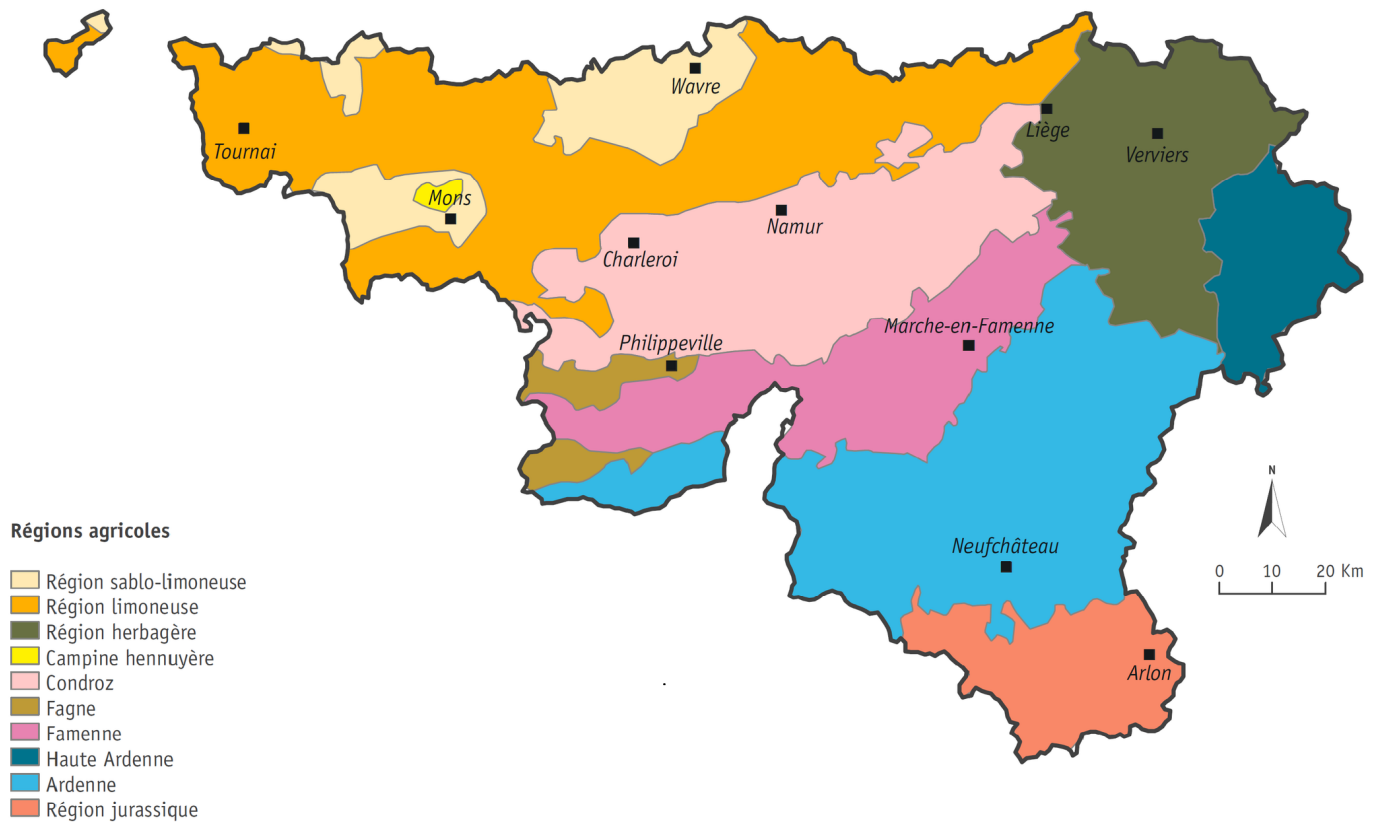 Wavre
Tournai
Liège
Verviers
Mons
Namur
Charleroi
Marche-en-Famenne
Philippeville
N
Neufchâteau
0 10 20 Km
Arlon
Régions agricoles
Région sablo-limoneuse
Région limoneuse
Région herbagère
Campine hennuyère
Condroz
Fagne
Famenne
Haute Ardenne
Ardenne
Région jurassique